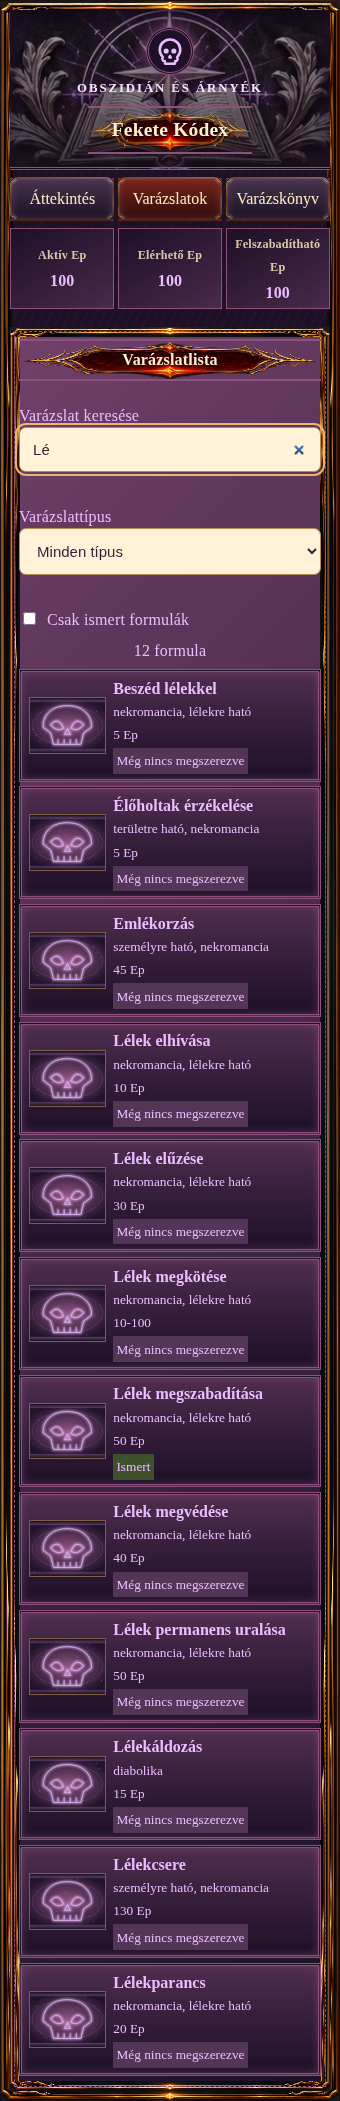 OBSZIDIÁN ÉS ÁRNYÉK
Fekete Kódex
Áttekintés
Varázslatok
Varázskönyv
Aktív Ep
100
Elérhető Ep
100
Felszabadítható
Ep
100
Varázslatlista
Varázslat keresése
Lé
Varázslattípus
Minden típus
Csak ismert formulák
12 formula
Beszéd lélekkel
nekromancia, lélekre ható
5 Ep
Még nincs megszerezve
Élőholtak érzékelése
területre ható, nekromancia
5 Ep
Még nincs megszerezve
Emlékorzás
személyre ható, nekromancia
45 Ep
Még nincs megszerezve
Lélek elhívása
nekromancia, lélekre ható
10 Ep
Még nincs megszerezve
Lélek elűzése
nekromancia, lélekre ható
30 Ep
Még nincs megszerezve
Lélek megkötése
nekromancia, lélekre ható
10-100
Még nincs megszerezve
Lélek megszabadítása
nekromancia, lélekre ható
50 Ep
Ismert
Lélek megvédése
nekromancia, lélekre ható
40 Ep
Még nincs megszerezve
Lélek permanens uralása
nekromancia, lélekre ható
50 Ep
Még nincs megszerezve
Lélekáldozás
diabolika
15 Ep
Még nincs megszerezve
Lélekcsere
személyre ható, nekromancia
130 Ep
Még nincs megszerezve
Lélekparancs
nekromancia, lélekre ható
20 Ep
Még nincs megszerezve